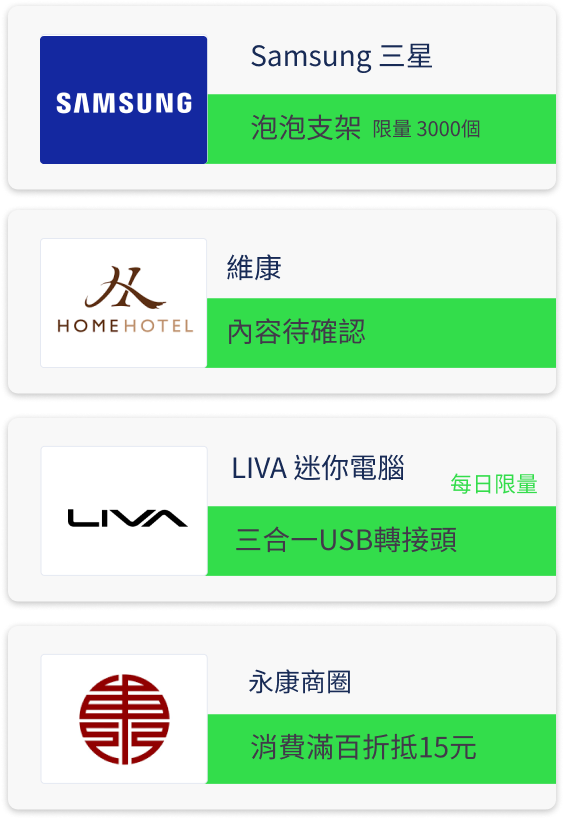 SAMSUNG
Samsung 三星
泡泡支架 限量 3000個
HOMEHOTEL
維康
內容待確認
LIVA
LIVA 迷你電腦
每日限量
三合一USB轉接頭
永康商圈
消費滿百折抵15元